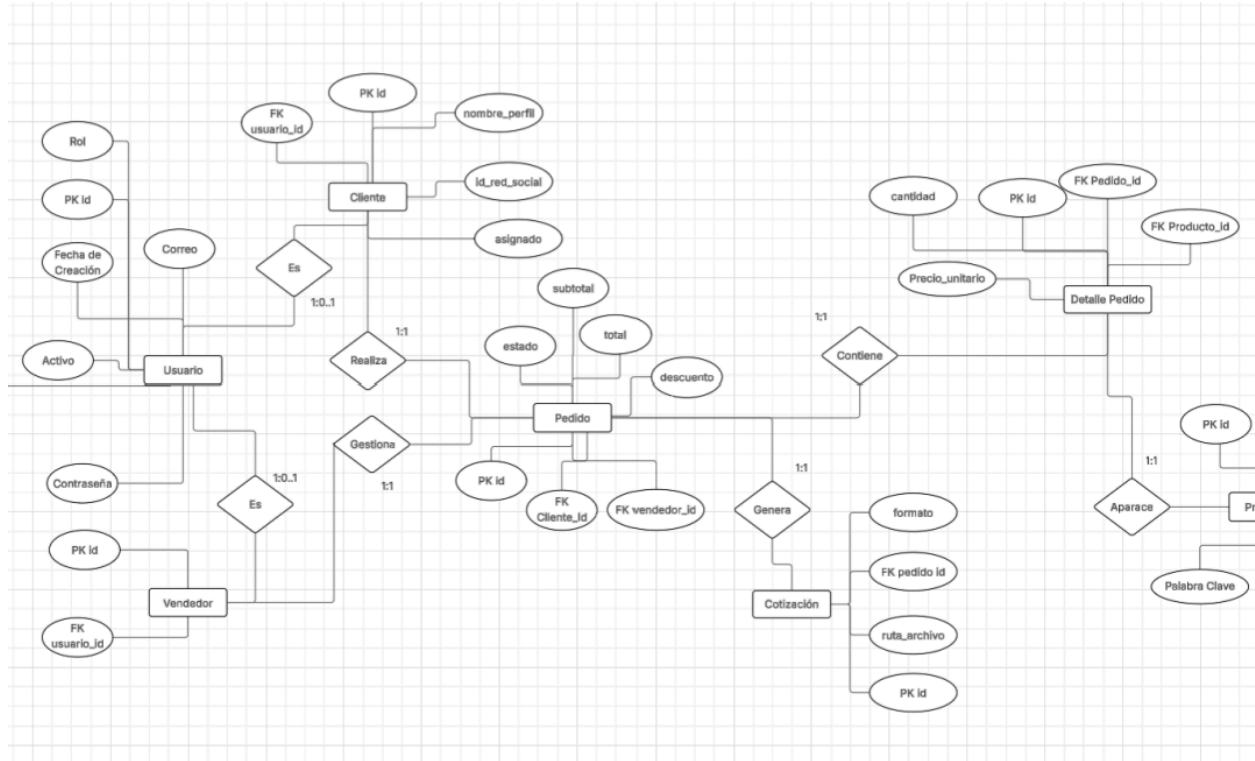 PK id
nombre_perfil
FK
usuario_id
Rol
id_red_social
Cliente
PK id
asignado
Correo
Fecha de
Creación
Es
1:0..1
Activo
Usuario
1:1
Realiza
Contraseña
1:0..1
Es
Gestiona
1:1
PK id
Vendedor
FK
usuario_id
subtotal
estado
total
descuento
Pedido
PK id
FK
Cliente_Id
FK vendedor_id
1:1
Contiene
1:1
Genera
Cotización
formato
FK pedido id
ruta_archivo
PK id
cantidad
PK id
FK Pedido_id
FK Producto_id
Precio_unitario
Detalle Pedido
1:1
Aparace
PK id
Pr
Palabra Clave